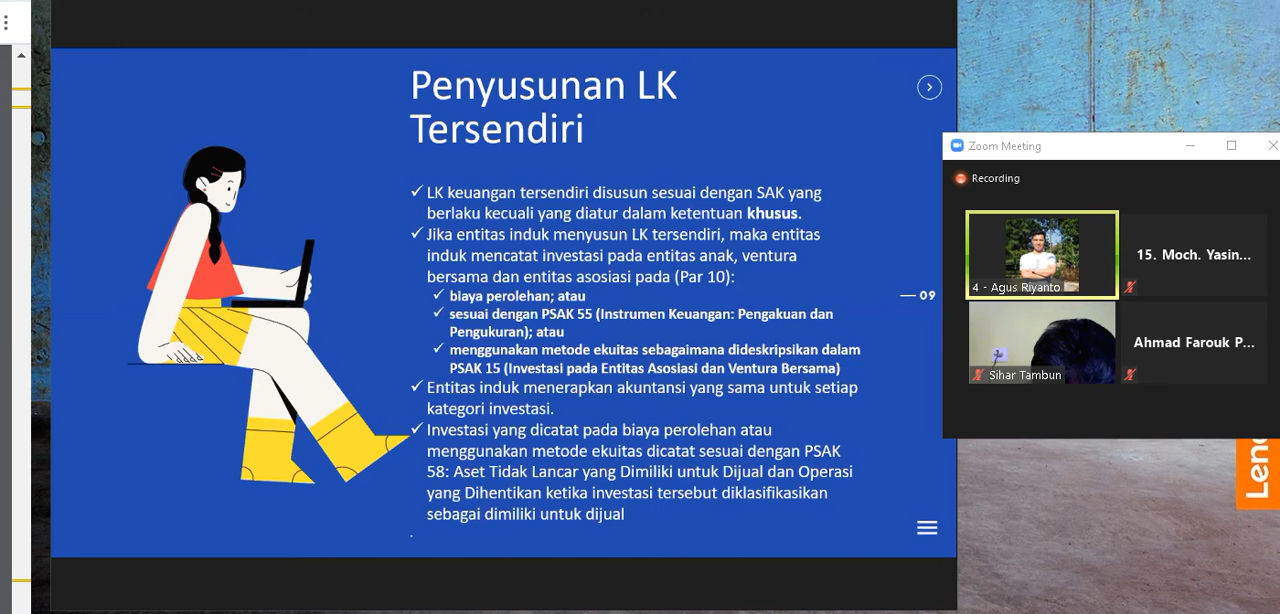 Penyusunan LK
Tersendiri
✓ LK keuangan tersendiri disusun sesuai dengan SAK yang
berlaku kecuali yang diatur dalam ketentuan khusus.
✓ Jika entitas induk menyusun LK tersendiri, maka entitas
induk mencatat investasi pada entitas anak, ventura
bersama dan entitas asosiasi pada (Par 10):
✓ biaya perolehan; atau
✓ sesuai dengan PSAK 55 (Instrumen Keuangan: Pengakuan dan
Pengukuran); atau
✓ menggunakan metode ekuitas sebagaimana dideskripsikan dalam
PSAK 15 (Investasi pada Entitas Asosiasi dan Ventura Bersama)
✓ Entitas induk menerapkan akuntansi yang sama untuk setiap
kategori investasi.
✓ Investasi yang dicatat pada biaya perolehan atau
menggunakan metode ekuitas dicatat sesuai dengan PSAK
58: Aset Tidak Lancar yang Dimiliki untuk Dijual dan Operasi
yang Dihentikan ketika investasi tersebut diklasifikasikan
sebagai dimiliki untuk dijual
.
— 09
Zoom Meeting
Recording
4 - Agus Riyanto
15. Moch. Yasin...
Sihar Tambun
Ahmad Farouk P...